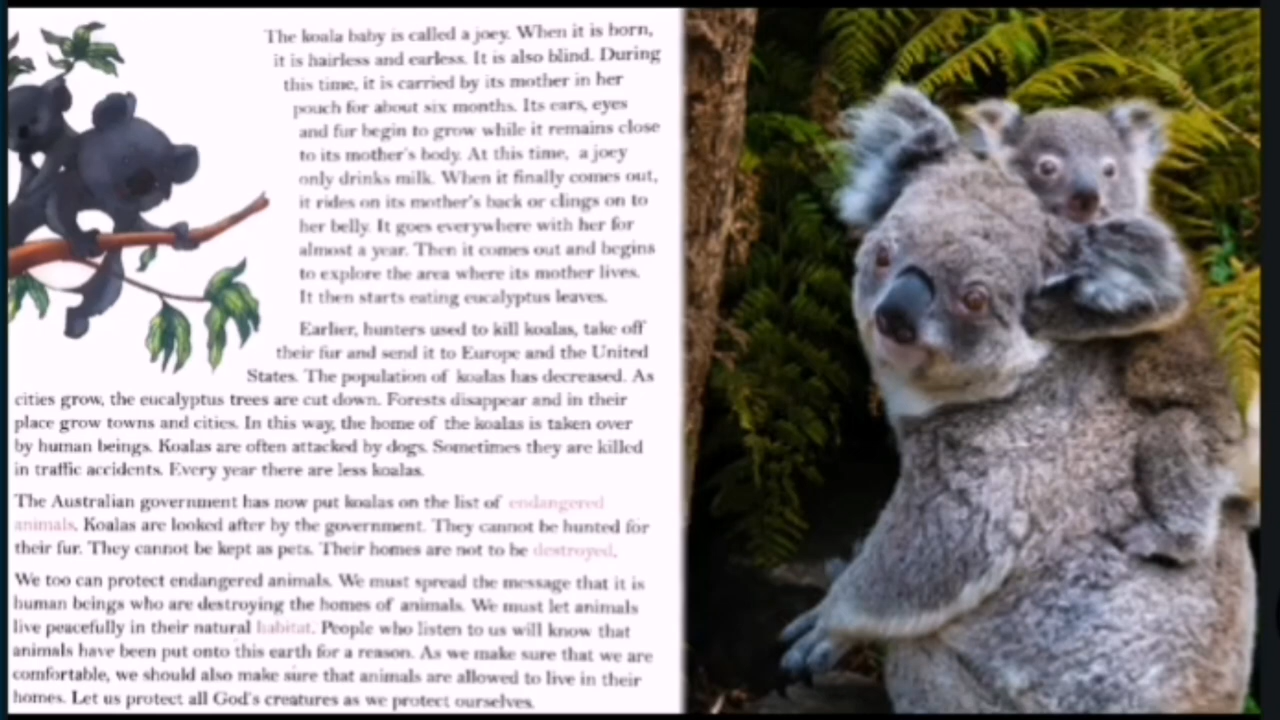 The koala baby is called a joey. When it is born,
it is hairless and earless. It is also blind. During
this time, it is carried by its mother in her
pouch for about six months. Its ears, eyes
and fur begin to grow while it remains close
to its mother's body. At this time, a joey
only drinks milk. When it finally comes out,
it rides on its mother's back or clings on to
her belly. It goes everywhere with her for
almost a year. Then it comes out and begins
to explore the area where its mother lives.
It then starts eating eucalyptus leaves.
Earlier, hunters used to kill koalas, take off
their fur and send it to Europe and the United
States. The population of koalas has decreased. As
cities grow, the eucalyptus trees are cut down. Forests disappear and in their
place grow towns and cities. In this way, the home of the koalas is taken over
by human beings. Koalas are often attacked by dogs. Sometimes they are killed
in traffic accidents. Every year there are less koalas.
The Australian government has now put koalas on the list of endangered
animals. Koalas are looked after by the government. They cannot be hunted for
their fur. They cannot be kept as pets. Their homes are not to be destroyed.
We too can protect endangered animals. We must spread the message that it is
human beings who are destroying the homes of animals. We must let animals
live peacefully in their natural habitat. People who listen to us will know that
animals have been put onto this earth for a reason. As we make sure that we are
comfortable, we should also make sure that animals are allowed to live in their
homes. Let us protect all God's creatures as we protect ourselves.